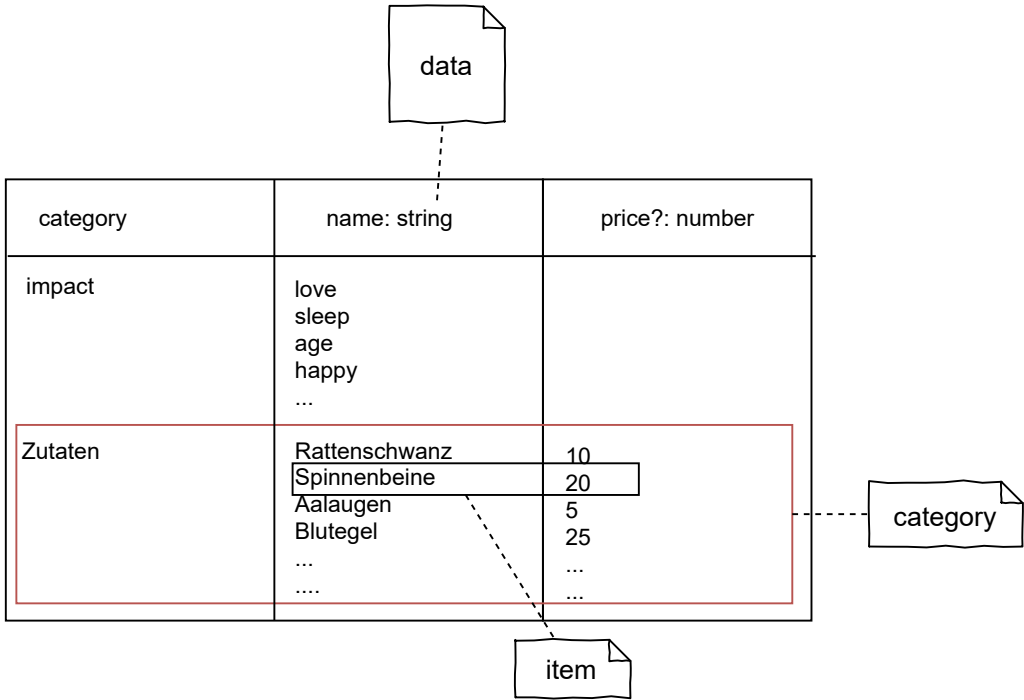 data
category name: string price?: number
impact
love
sleep
age
happy
...
Zutaten
Rattenschwanz 10
Spinnenbeine 20
Aalaugen 5
Blutegel 25
... ...
.... ...
category
item